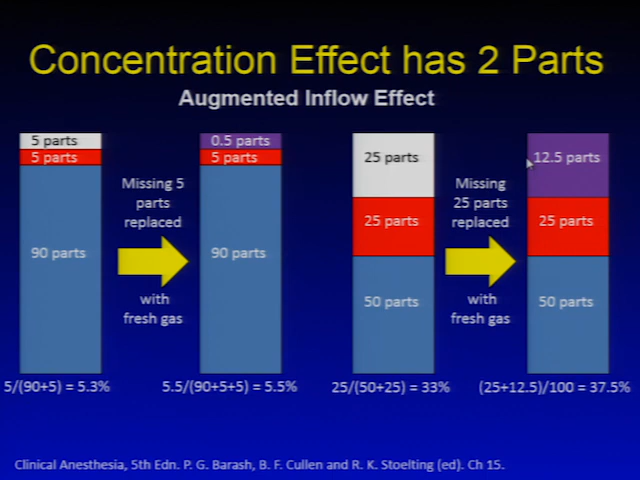 Concentration Effect has 2 Parts
Augmented Inflow Effect
5 parts
5 parts
90 parts
Missing 5
parts
replaced
with
fresh gas
0.5 parts
5 parts
90 parts
25 parts
25 parts
50 parts
Missing
25 parts
replaced
with
fresh gas
12.5 parts
25 parts
50 parts
5/(90+5) = 5.3%
5.5/(90+5+5) = 5.5%
25/(50+25) = 33%
(25+12.5)/100 = 37.5%
Clinical Anesthesia, 5th Edn. P. G. Barash, B. F. Cullen and R. K. Stoelting (ed). Ch 15.